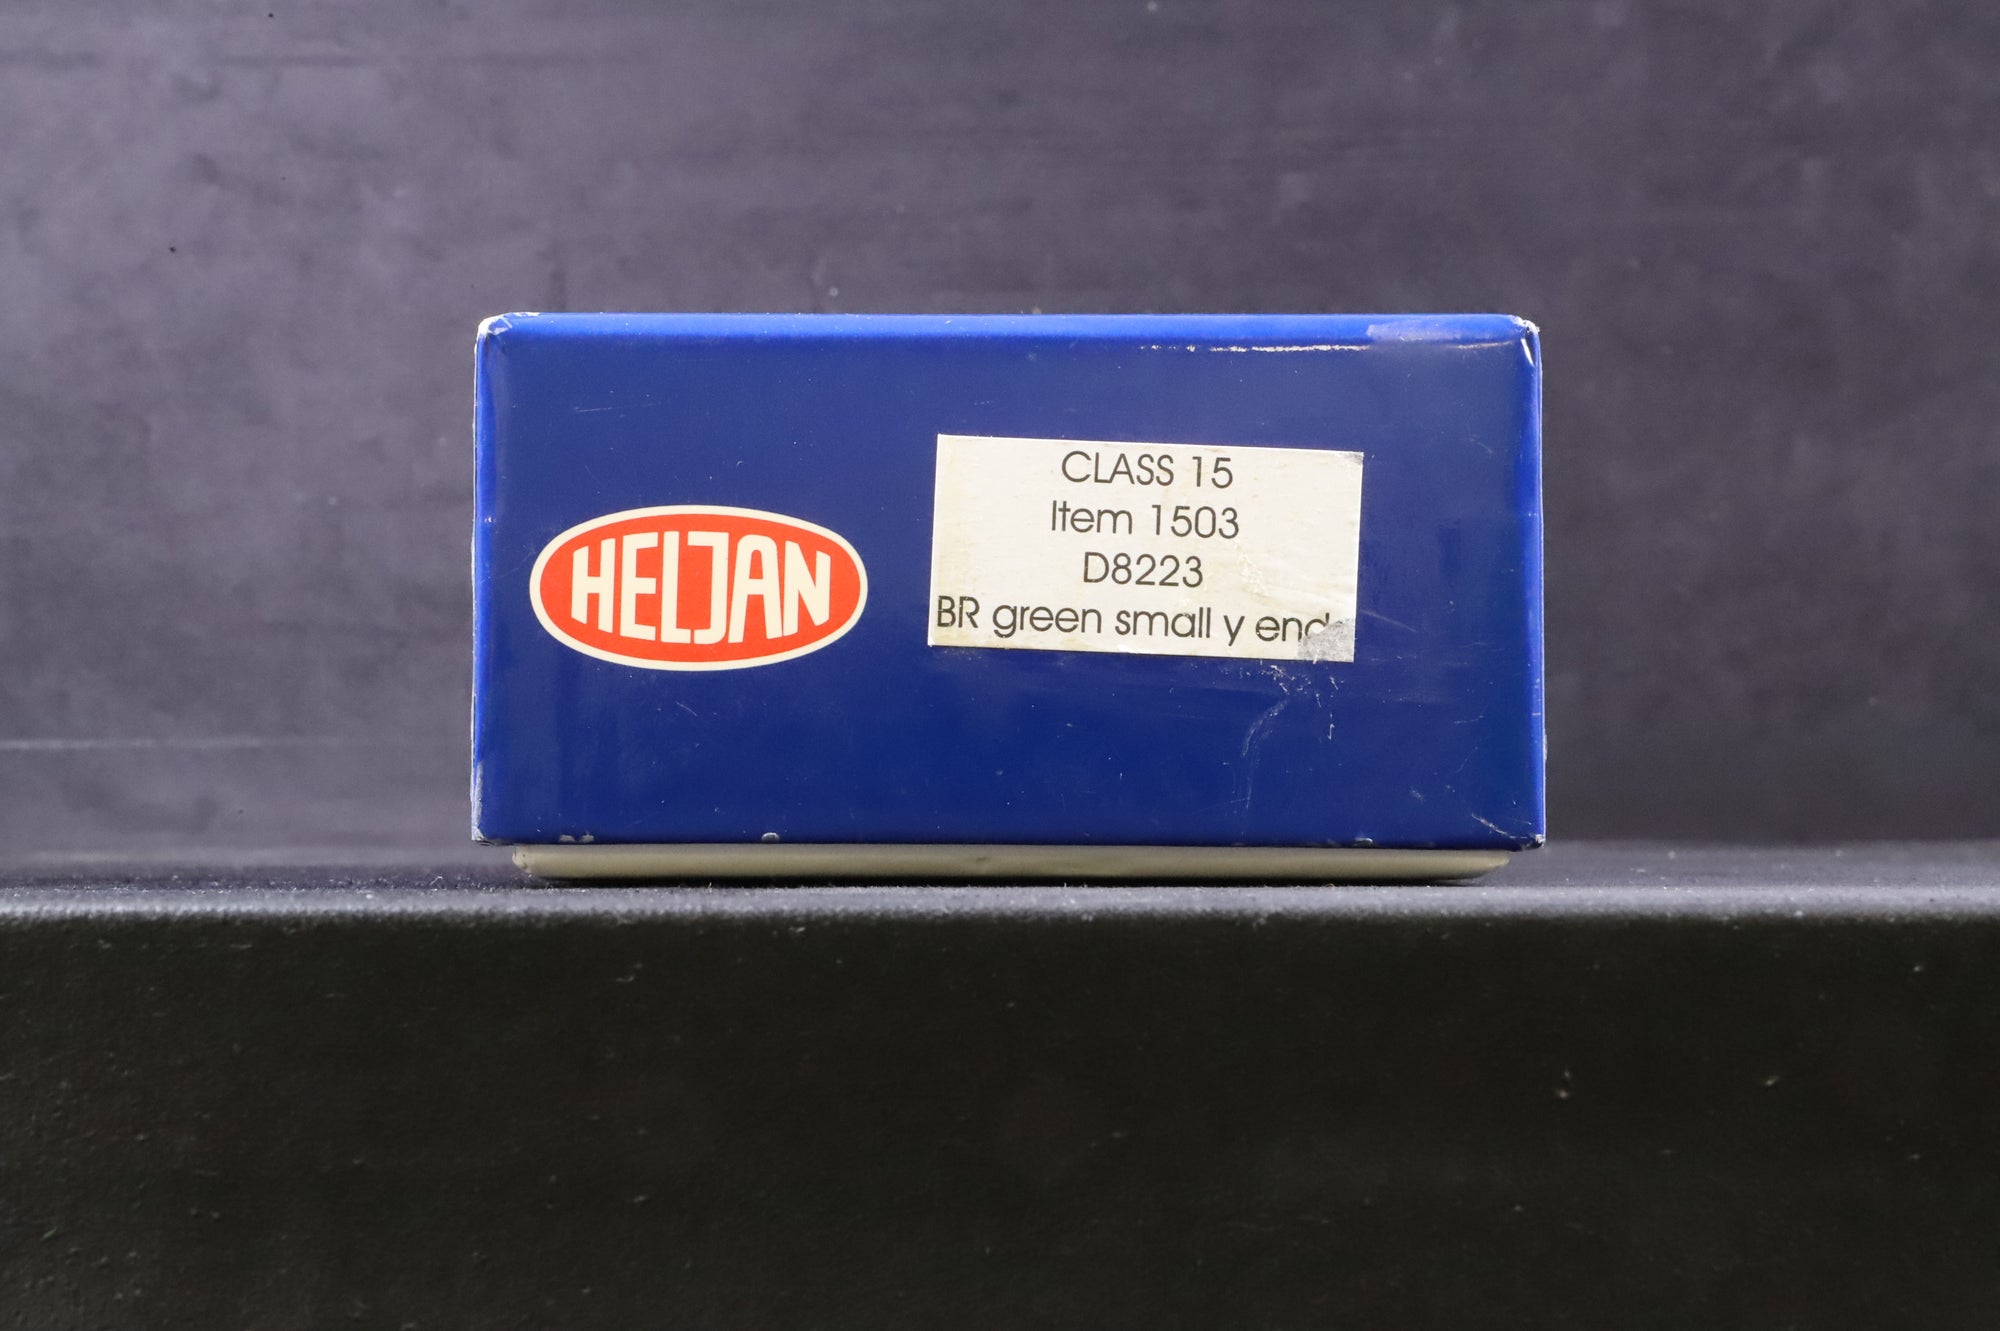 HELJAN
CLASS 15
Item 1503
D8223
BR green small y end